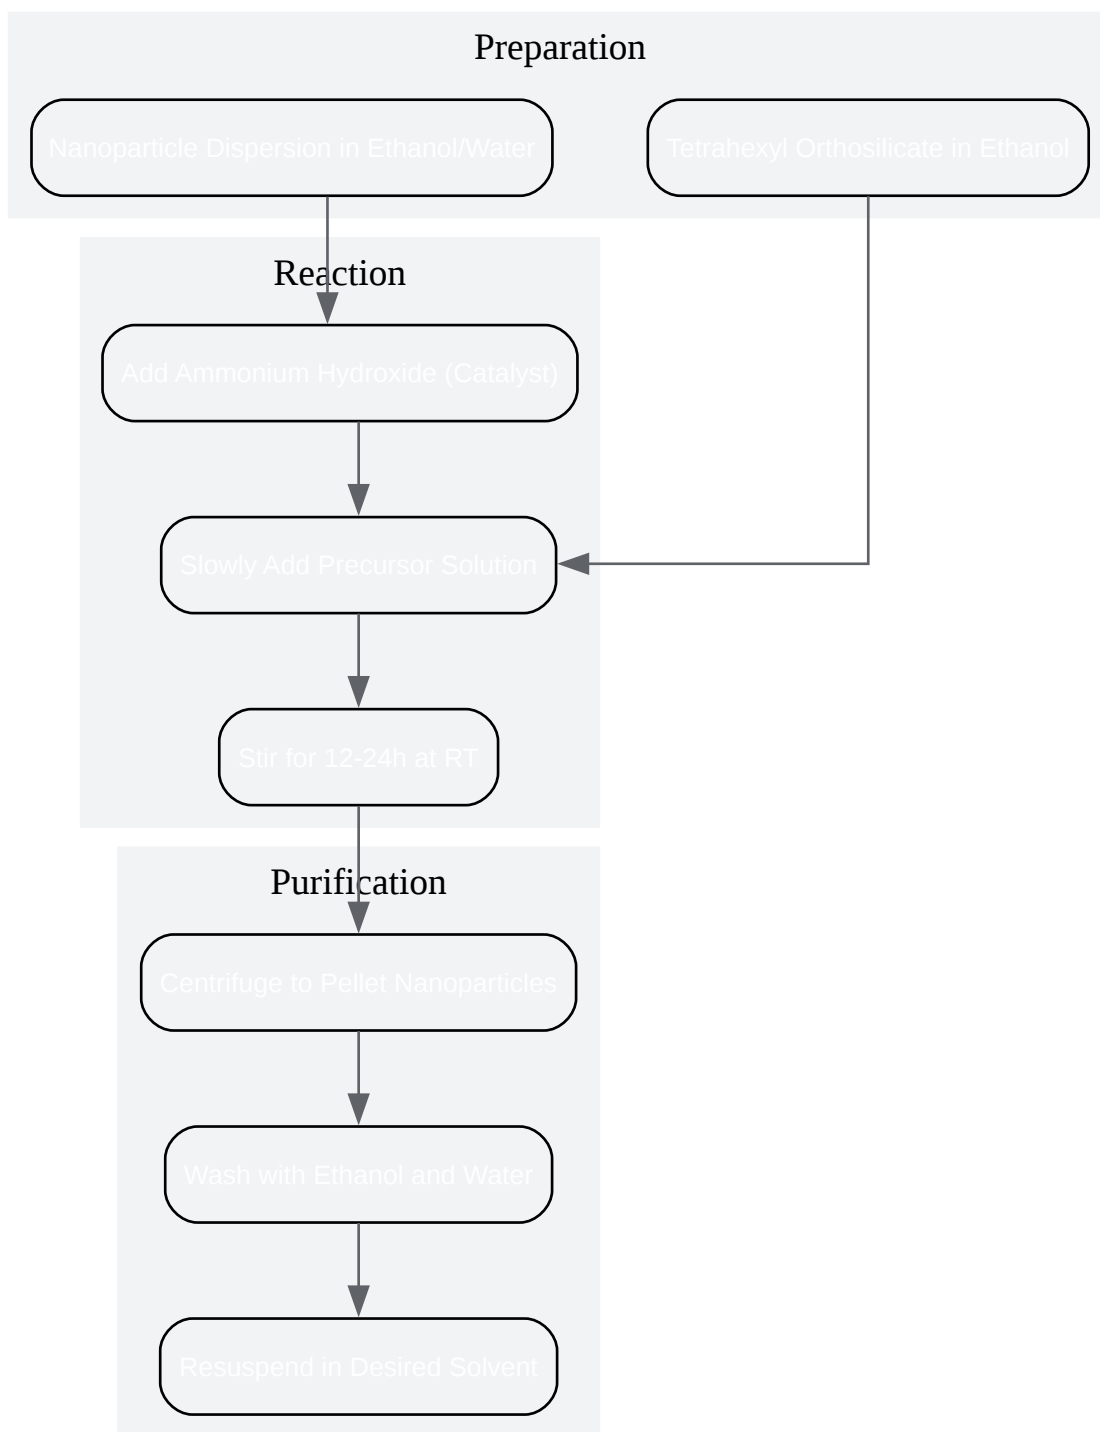 Preparation
Nanoparticle Dispersion in Ethanol/Water
Tetrahexyl Orthosilicate in Ethanol
Reaction
Add Ammonium Hydroxide (Catalyst)
Slowly Add Precursor Solution
Stir for 12-24h at RT
Purification
Centrifuge to Pellet Nanoparticles
Wash with Ethanol and Water
Resuspend in Desired Solvent